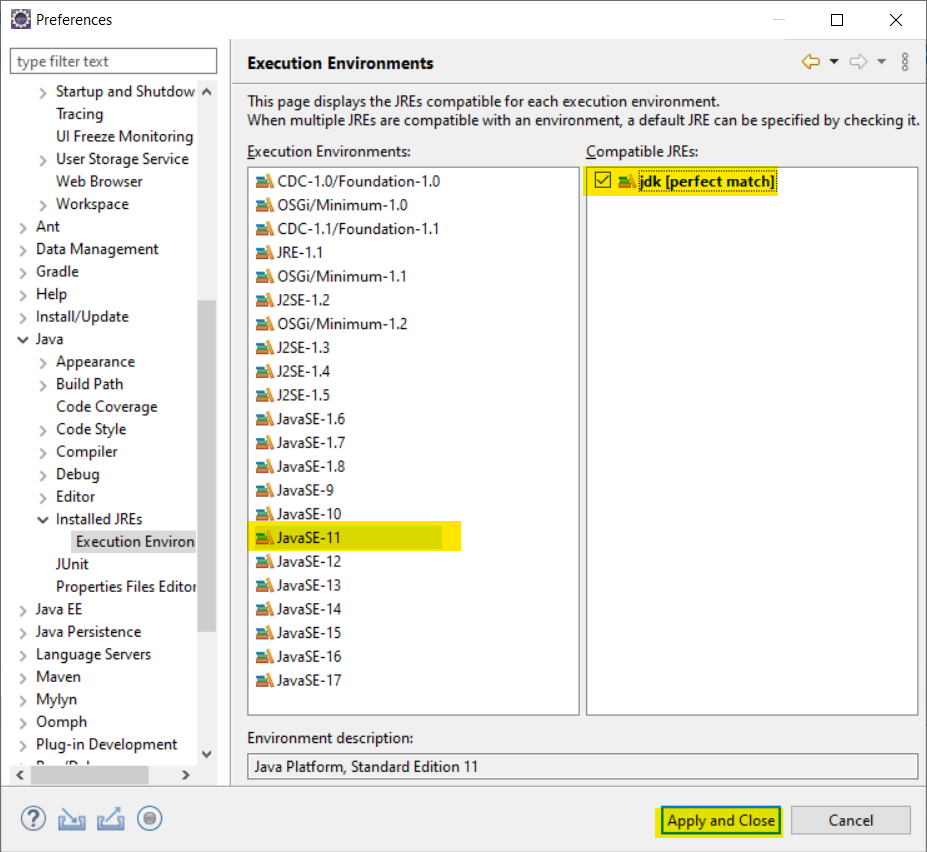 Preferences
type filter text
Startup and Shutdow
Tracing
UI Freeze Monitoring
User Storage Service
Web Browser
Workspace
Ant
Data Management
Gradle
Help
Install/Update
Java
Appearance
Build Path
Code Coverage
Code Style
Compiler
Debug
Editor
Installed JREs
Execution Environ
JUnit
Properties Files Editor
Java EE
Java Persistence
Language Servers
Maven
Mylyn
Oomph
Plug-in Development
Execution Environments
This page displays the JREs compatible for each execution environment.
When multiple JREs are compatible with an environment, a default JRE can be specified by checking it.
Execution Environments:
CDC-1.0/Foundation-1.0
OSGi/Minimum-1.0
CDC-1.1/Foundation-1.1
JRE-1.1
OSGi/Minimum-1.1
J2SE-1.2
OSGi/Minimum-1.2
J2SE-1.3
J2SE-1.4
J2SE-1.5
JavaSE-1.6
JavaSE-1.7
JavaSE-1.8
JavaSE-9
JavaSE-10
JavaSE-11
JavaSE-12
JavaSE-13
JavaSE-14
JavaSE-15
JavaSE-16
JavaSE-17
Compatible JREs:
jdk [perfect match]
Environment description:
Java Platform, Standard Edition 11
?
Apply and Close
Cancel